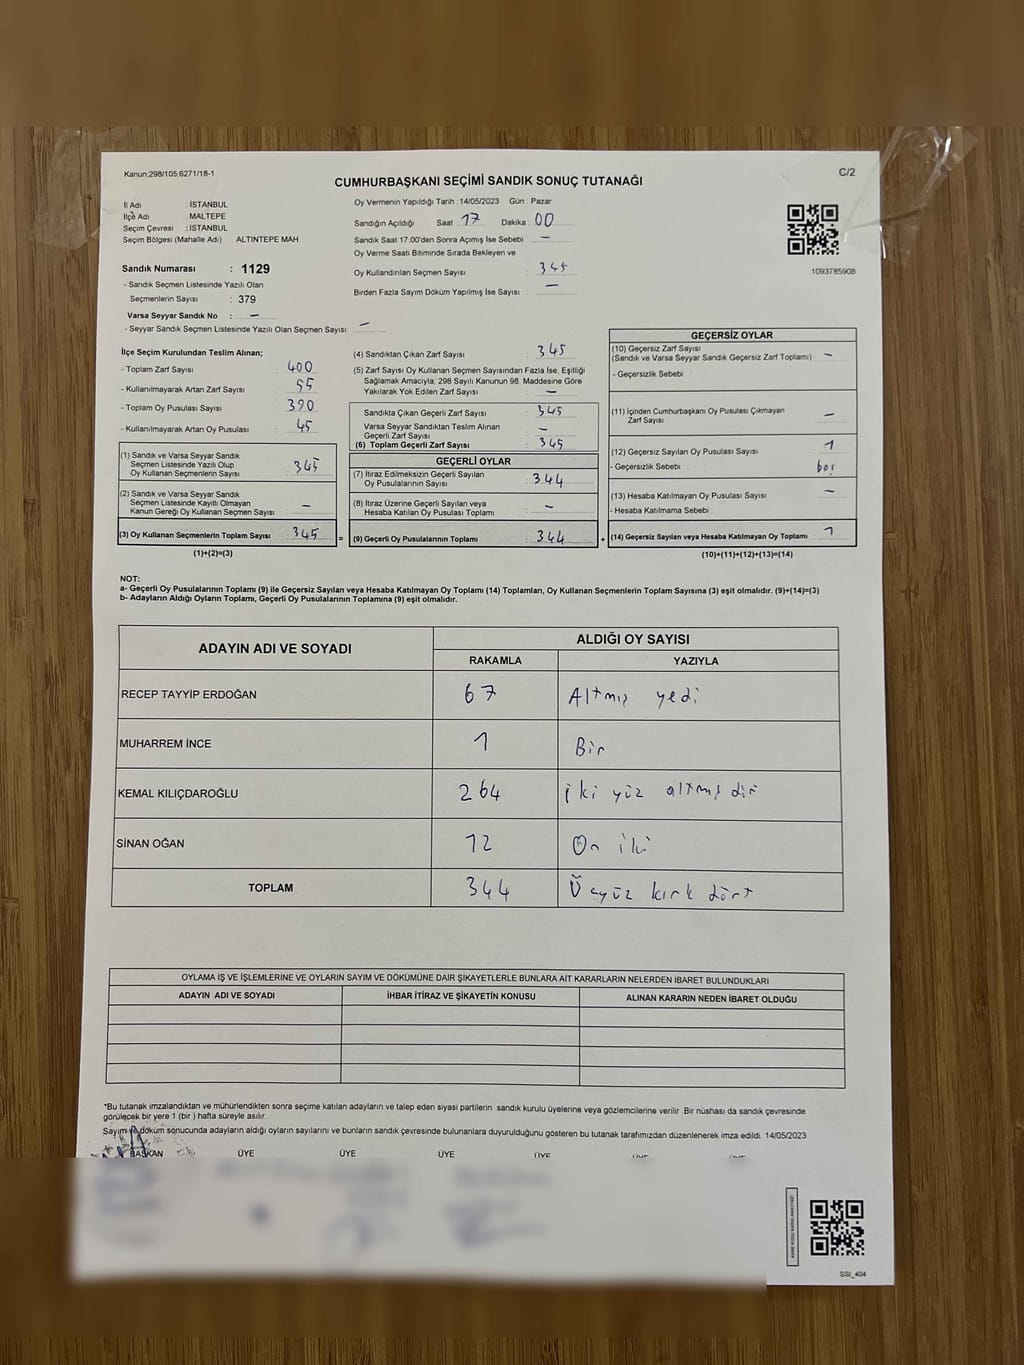 Kanun;298/105;6271/18-1
C/2
CUMHURBAŞKANI SEÇİMİ SANDIK SONUÇ TUTANAĞI
İl Adı : İSTANBUL
İlçe Adı : MALTEPE
Seçim Çevresi : İSTANBUL
Seçim Bölgesi (Mahalle Adı) : ALTINTEPE MAH
Sandık Numarası : 1129
- Sandık Seçmen Listesinde Yazılı Olan
Seçmenlerin Sayısı : 379
Varsa Seyyar Sandık No : -
- Seyyar Sandık Seçmen Listesinde Yazılı Olan Seçmen Sayısı: -
Oy Vermenin Yapıldığı Tarih : 14/05/2023 Gün : Pazar
Sandığın Açıldığı Saat : 17 Dakika : 00
Sandık Saat 17:00'den Sonra Açılmış İse Sebebi : -
Oy Verme Saati Bitiminde Sırada Bekleyen ve
Oy Kullandırılan Seçmen Sayısı : 345
Birden Fazla Sayım Döküm Yapılmış İse Sayısı : -
1093785908
İlçe Seçim Kurulundan Teslim Alınan;
- Toplam Zarf Sayısı : 400
- Kullanılmayarak Artan Zarf Sayısı : 55
- Toplam Oy Pusulası Sayısı : 390
- Kullanılmayarak Artan Oy Pusulası : 45
(1) Sandık ve Varsa Seyyar Sandık
Seçmen Listesinde Yazılı Olup
Oy Kullanan Seçmenlerin Sayısı : 345
(2) Sandık ve Varsa Seyyar Sandık
Seçmen Listesinde Kayıtlı Olmayan
Kanun Gereği Oy Kullanan Seçmen Sayısı : -
(3) Oy Kullanan Seçmenlerin Toplam Sayısı : 345
(1)+(2)=(3)
(4) Sandıktan Çıkan Zarf Sayısı : 345
(5) Zarf Sayısı Oy Kullanan Seçmen Sayısından Fazla İse, Eşitliği
Sağlamak Amacıyla; 298 Sayılı Kanunun 98. Maddesine Göre
Yakılarak Yok Edilen Zarf Sayısı : -
Sandıkta Çıkan Geçerli Zarf Sayısı : 345
Varsa Seyyar Sandıktan Teslim Alınan
Geçerli Zarf Sayısı : -
(6) Toplam Geçerli Zarf Sayısı : 345
=
GEÇERLİ OYLAR
(7) İtiraz Edilmeksizin Geçerli Sayılan
Oy Pusulalarının Sayısı : 344
(8) İtiraz Üzerine Geçerli Sayılan veya
Hesaba Katılan Oy Pusulası Toplamı : -
(9) Geçerli Oy Pusulalarının Toplamı : 344
+
GEÇERSİZ OYLAR
(10) Geçersiz Zarf Sayısı
(Sandık ve Varsa Seyyar Sandık Geçersiz Zarf Toplamı) : -
- Geçersizlik Sebebi :
(11) İçinden Cumhurbaşkanı Oy Pusulası Çıkmayan
Zarf Sayısı : -
(12) Geçersiz Sayılan Oy Pusulası Sayısı : 1
- Geçersizlik Sebebi : boş
(13) Hesaba Katılmayan Oy Pusulası Sayısı : -
- Hesaba Katılmama Sebebi :
(14) Geçersiz Sayılan veya Hesaba Katılmayan Oy Toplamı : 1
(10)+(11)+(12)+(13)=(14)
NOT:
a- Geçerli Oy Pusulalarının Toplamı (9) ile Geçersiz Sayılan veya Hesaba Katılmayan Oy Toplamı (14) Toplamları, Oy Kullanan Seçmenlerin Toplam Sayısına (3) eşit olmalıdır. (9)+(14)=(3)
b- Adayların Aldığı Oyların Toplamı, Geçerli Oy Pusulalarının Toplamına (9) eşit olmalıdır.
ADAYIN ADI VE SOYADI
ALDIĞI OY SAYISI
RAKAMLA YAZIYLA
RECEP TAYYİP ERDOĞAN 67 Altmış yedi
MUHARREM İNCE 1 Bir
KEMAL KILIÇDAROĞLU 264 iki yüz altmış dör
SİNAN OĞAN 12 On iki
TOPLAM 344 Üçyüz kırk dört
OYLAMA İŞ VE İŞLEMLERİNE VE OYLARIN SAYIM VE DÖKÜMÜNE DAİR ŞİKAYETLERLE BUNLARA AİT KARARLARIN NELERDEN İBARET BULUNDUKLARI
ADAYIN ADI VE SOYADI İHBAR İTİRAZ VE ŞİKAYETİN KONUSU ALINAN KARARIN NEDEN İBARET OLDUĞU
*Bu tutanak imzalandıktan ve mühürlendikten sonra seçime katılan adayların ve talep eden siyasi partilerin sandık kurulu üyelerine veya gözlemcilerine verilir. Bir nüshası da sandık çevresinde
görülecek bir yere 1 (bir) hafta süreyle asılır.
Sayım ve döküm sonucunda adayların aldığı oyların sayılarını ve bunların sandık çevresinde bulunanlara duyurulduğunu gösteren bu tutanak tarafımızdan düzenlenerek imza edildi. 14/05/2023
BAŞKAN ÜYE ÜYE ÜYE ÜYE
SSI_404